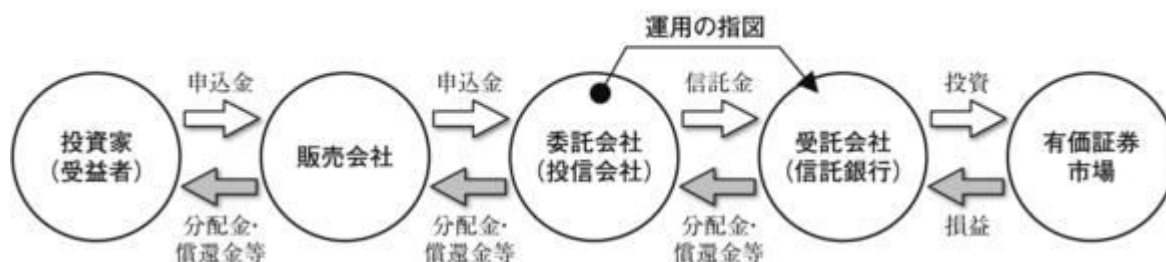 運用の指図
申込金
申込金
信託金
投資
投資家
(受益者)
販売会社
委託会社
(投信会社)
受託会社
(信託銀行)
有価証券
市場
分配金・
償還金等
分配金・
償還金等
分配金・
償還金等
損益